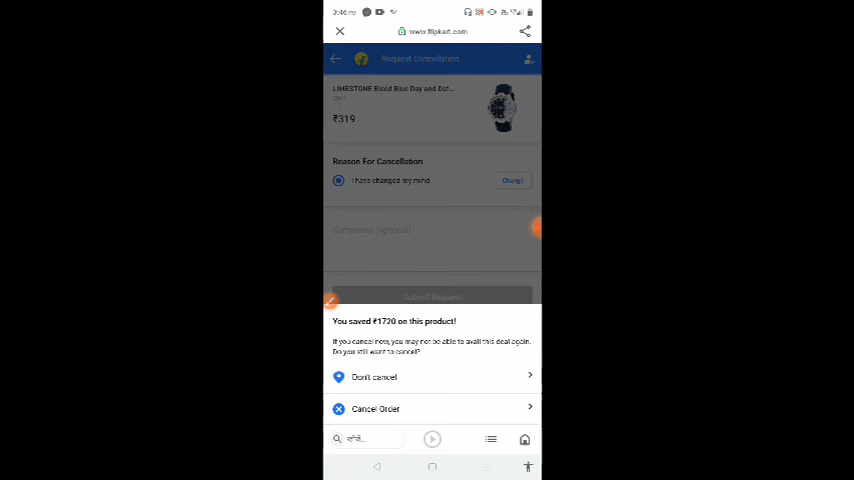 3:46 PM
www.flipkart.com
Request Cancellation
LIMESTONE Bleed Blue Day and Dat...
₹319
Reason For Cancellation
I have changed my mind
Change
Comments (optional)
Submit Request
You saved ₹1720 on this product!
If you cancel now, you may not be able to avail this deal again.
Do you still want to cancel?
Don't cancel
Cancel Order
खोजें...